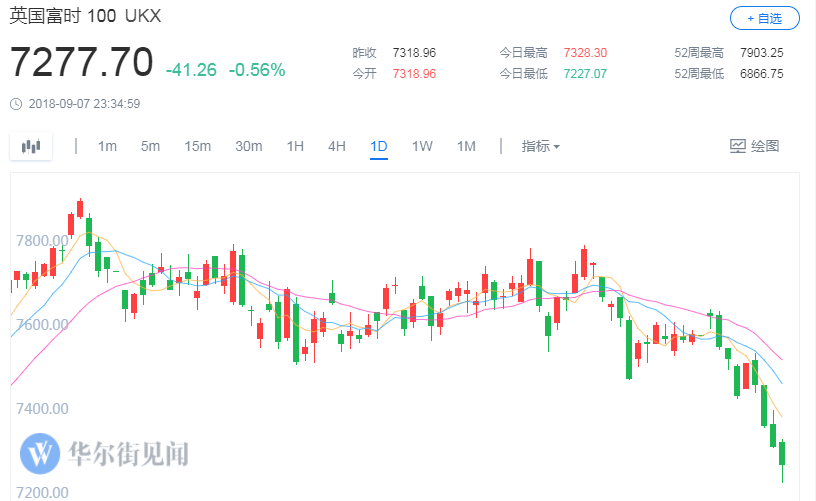 英国富时 100 UKX
+ 自选
7277.70 -41.26 -0.56%
昨收 7318.96 今日最高 7328.30 52周最高 7903.25
今开 7318.96 今日最低 7227.07 52周最低 6866.75
2018-09-07 23:34:59
1m 5m 15m 30m 1H 4H 1D 1W 1M 指标 绘图
7800.00
7600.00
7400.00
华尔街见闻
7200.00